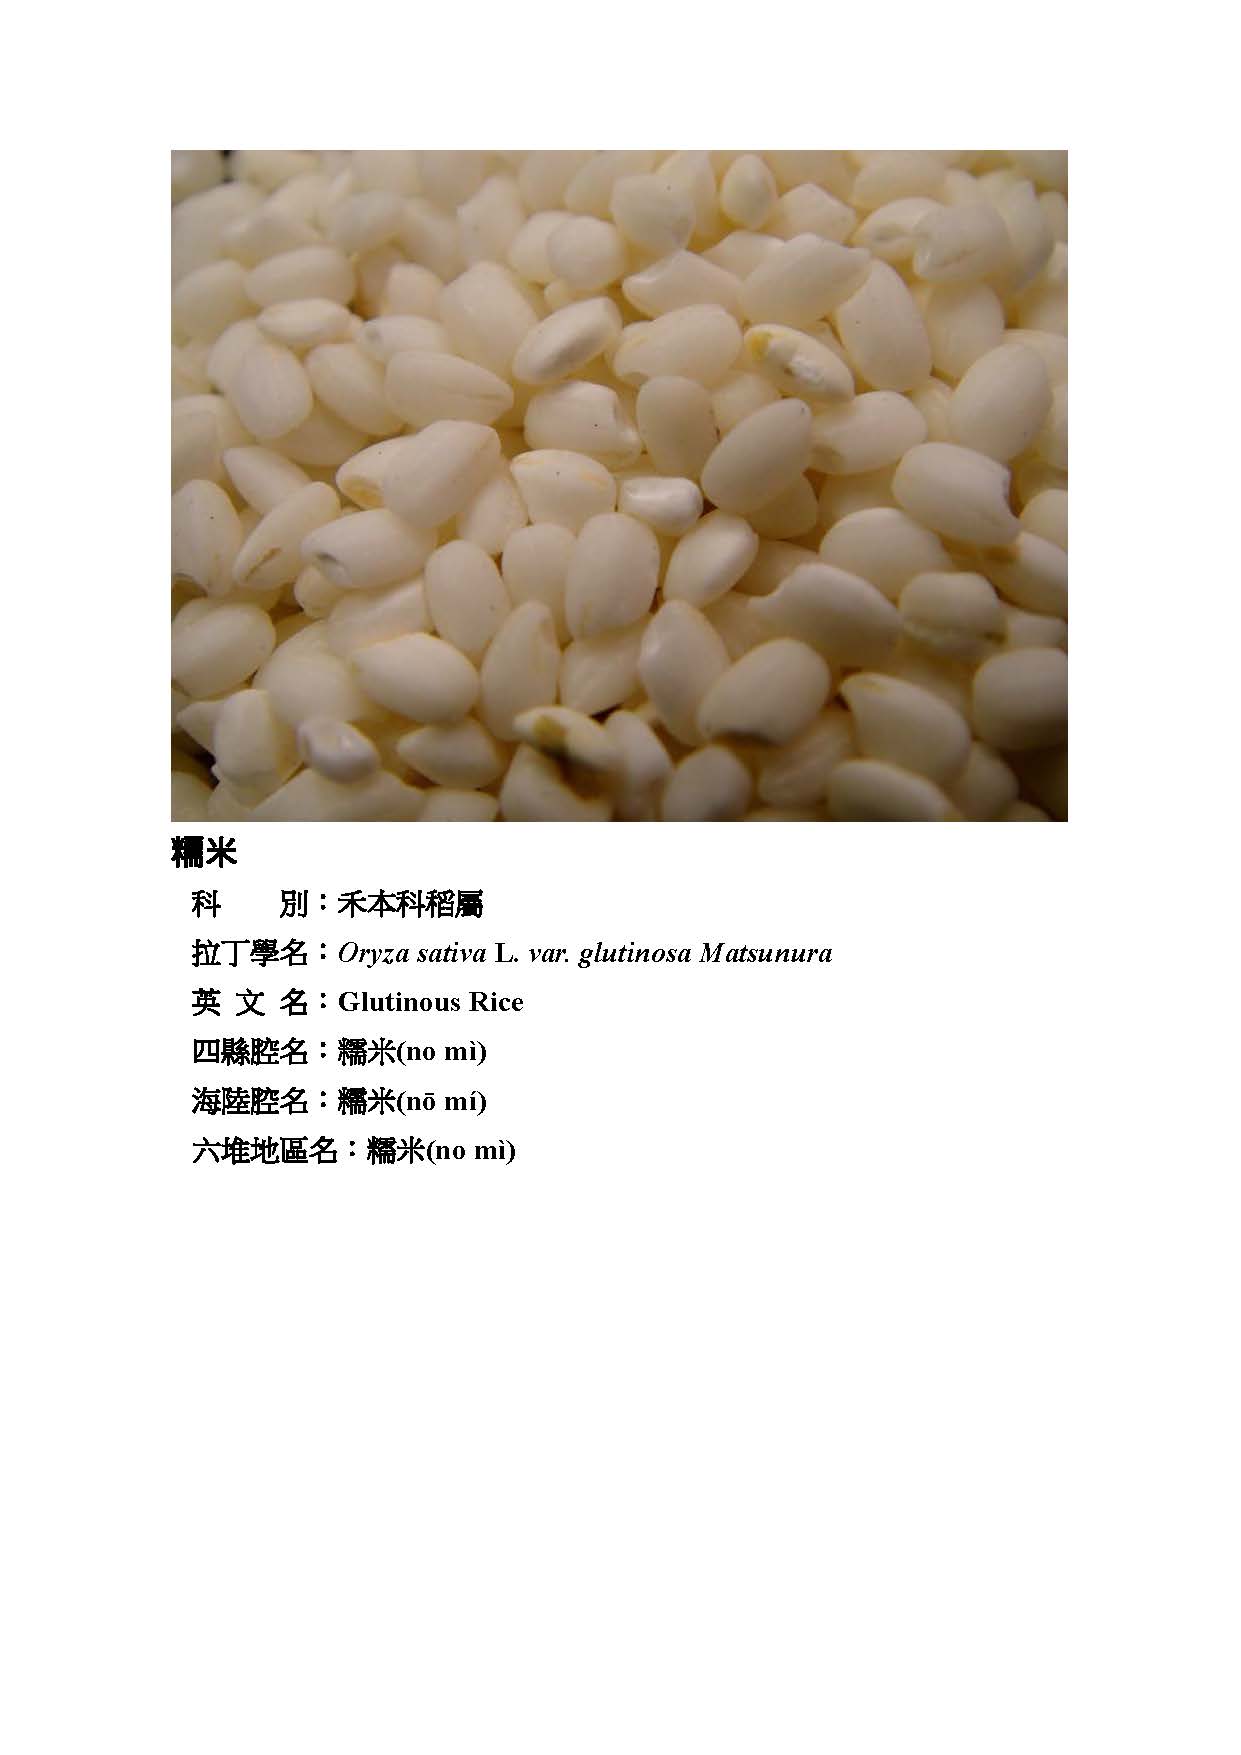 糯米
科　　別：禾本科稻屬
拉丁學名：Oryza sativa L. var. glutinosa Matsunura
英 文 名：Glutinous Rice
四縣腔名：糯米(no mì)
海陸腔名：糯米(nō mí)
六堆地區名：糯米(no mì)